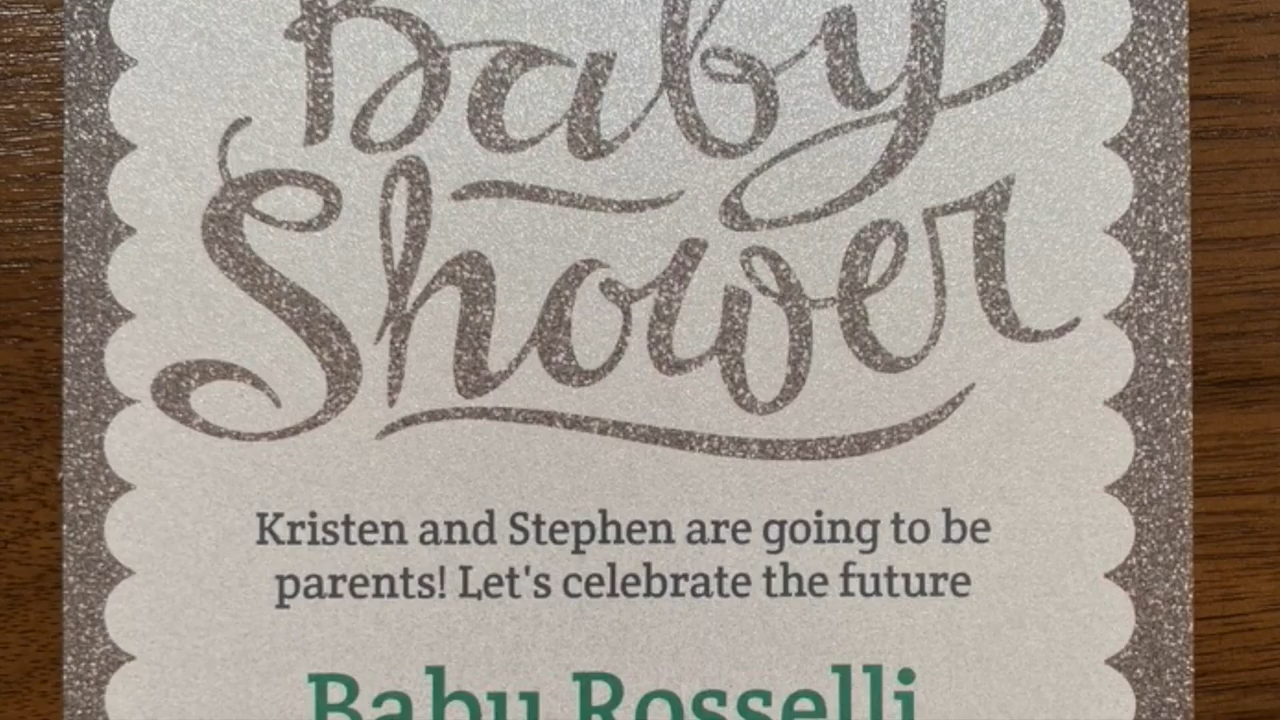 Baby
Shower
Kristen and Stephen are going to be
parents! Let's celebrate the future
Baby Rosselli